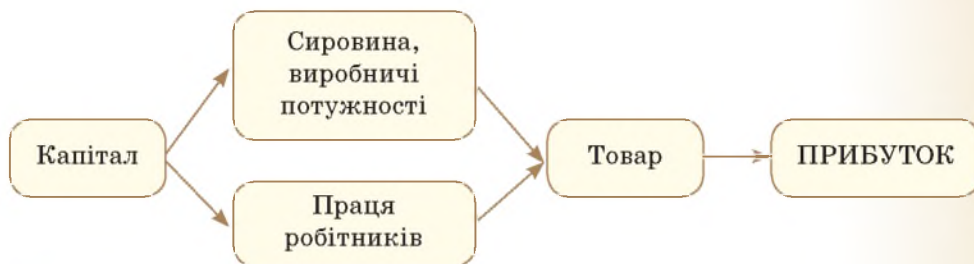 Капітал
Сировина,
виробничі
потужності
Праця
робітників
Товар
ПРИБУТОК